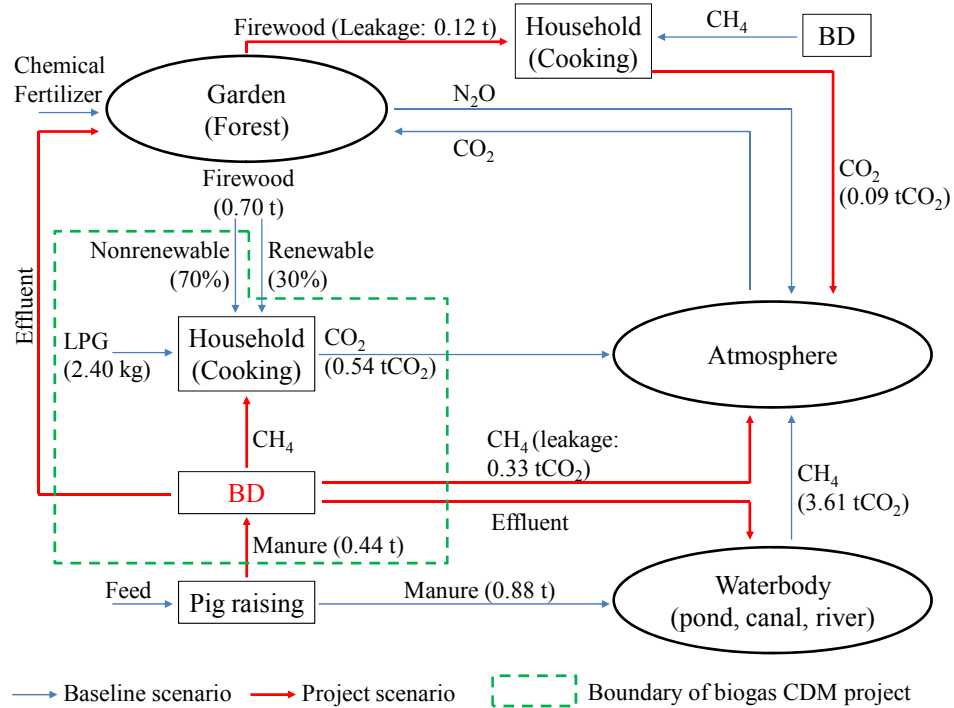 Firewood (Leakage: 0.12 t)
Household
(Cooking)
CH4
BD
Chemical
Fertilizer
Garden
(Forest)
N2O
CO2
CO2
(0.09 tCO2)
Firewood
(0.70 t)
Nonrenewable
(70%)
Renewable
(30%)
Effluent
LPG
(2.40 kg)
Household
(Cooking)
CO2
(0.54 tCO2)
Atmosphere
CH4
CH4 (leakage:
0.33 tCO2)
CH4
(3.61 tCO2)
BD
Effluent
Manure (0.44 t)
Feed
Pig raising
Manure (0.88 t)
Waterbody
(pond, canal, river)
Baseline scenario
Project scenario
Boundary of biogas CDM project